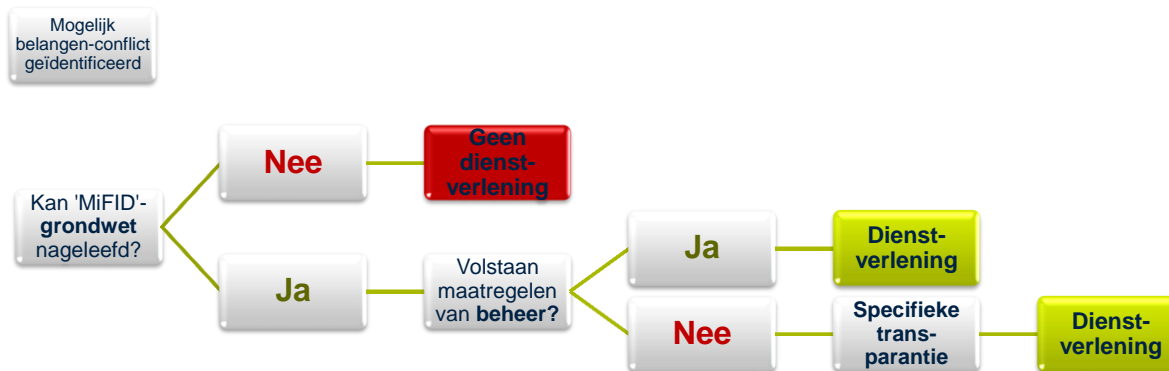 Mogelijk
belangen-conflict
geïdentificeerd
Kan 'MiFID'-
grondwet
nageleefd?
Nee
Geen
dienst-
verlening
Ja
Volstaan
maatregelen
van beheer?
Ja
Dienst-
verlening
Nee
Specifieke
trans-
parantie
Dienst-
verlening